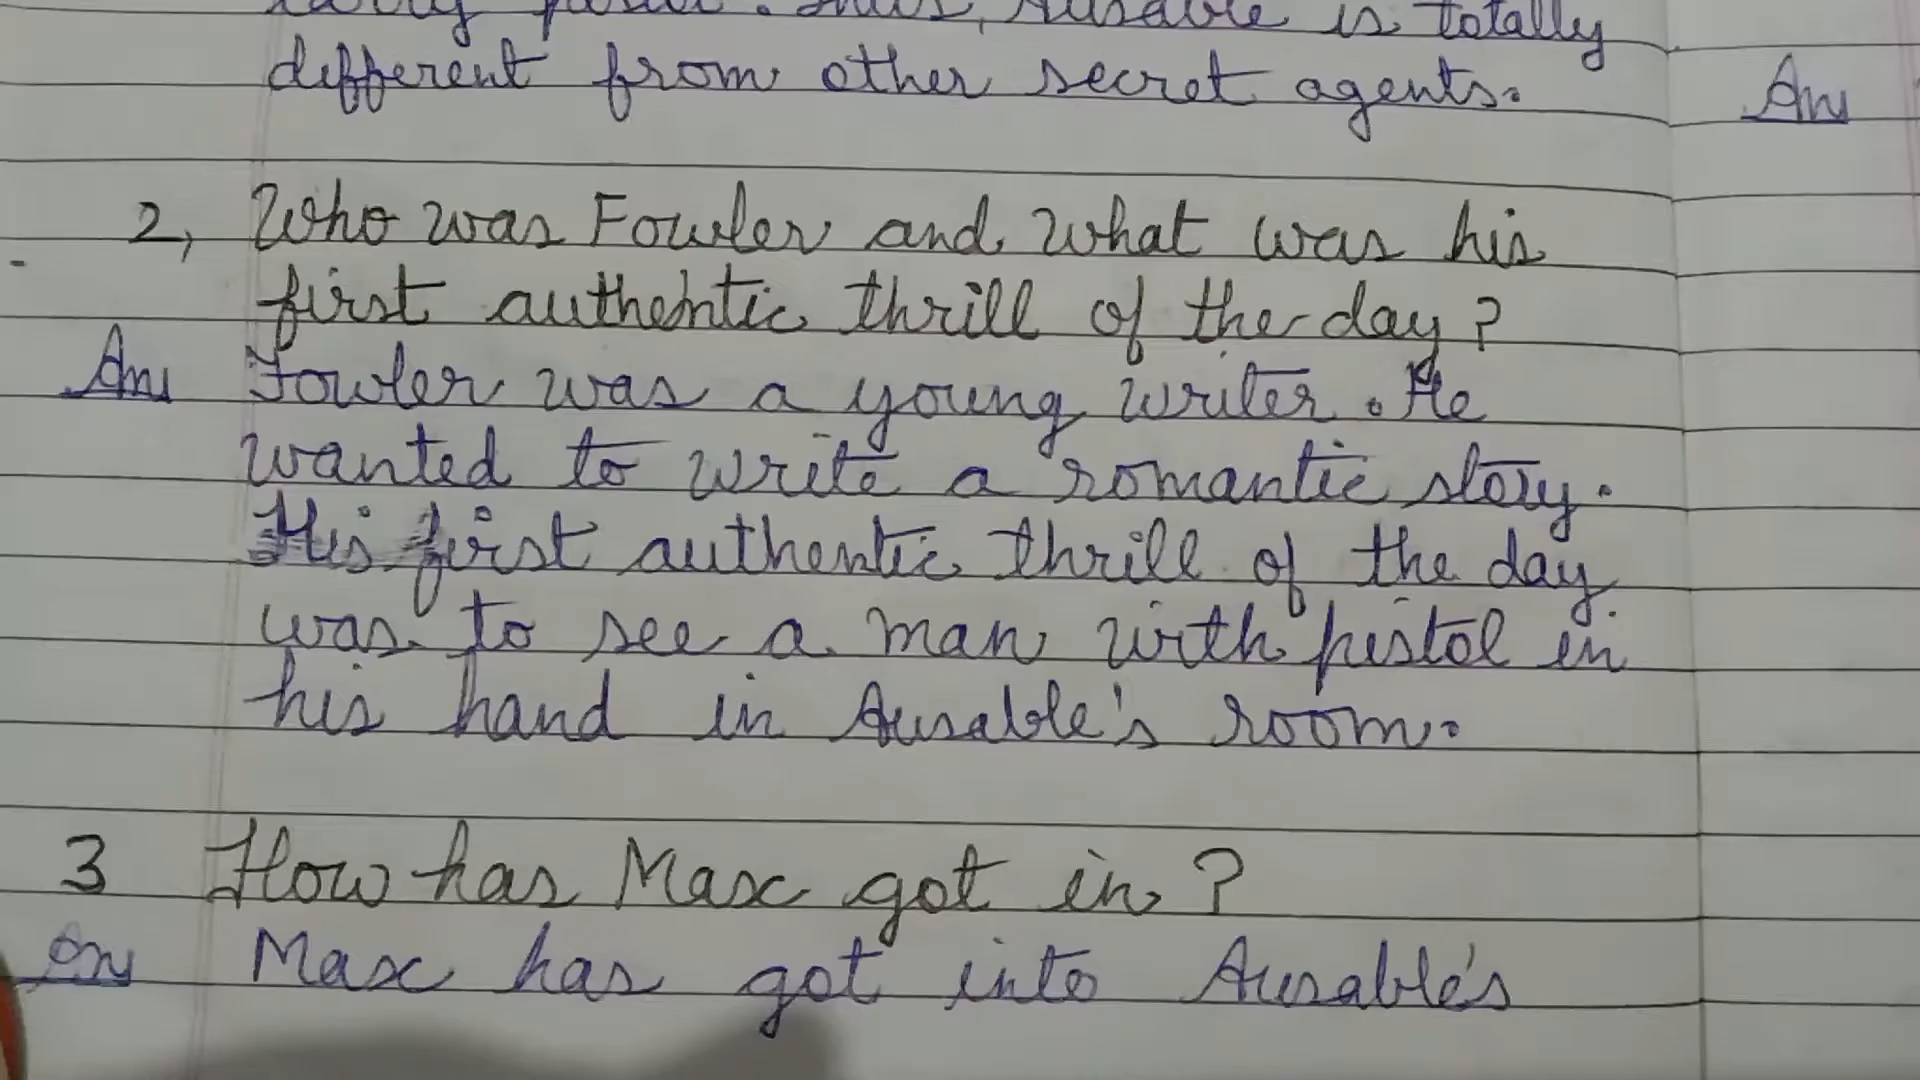 is totally
different from other secret agents.
Ans
2, Who was Fowler and what was his
first authentic thrill of the day?
Ans Fowler was a young writer. He
wanted to write a romantic story.
His first authentic thrill of the day
was to see a man with pistol in
his hand in Ausable's room.
3 How has Max got in?
Ans Max has got into Ausable's